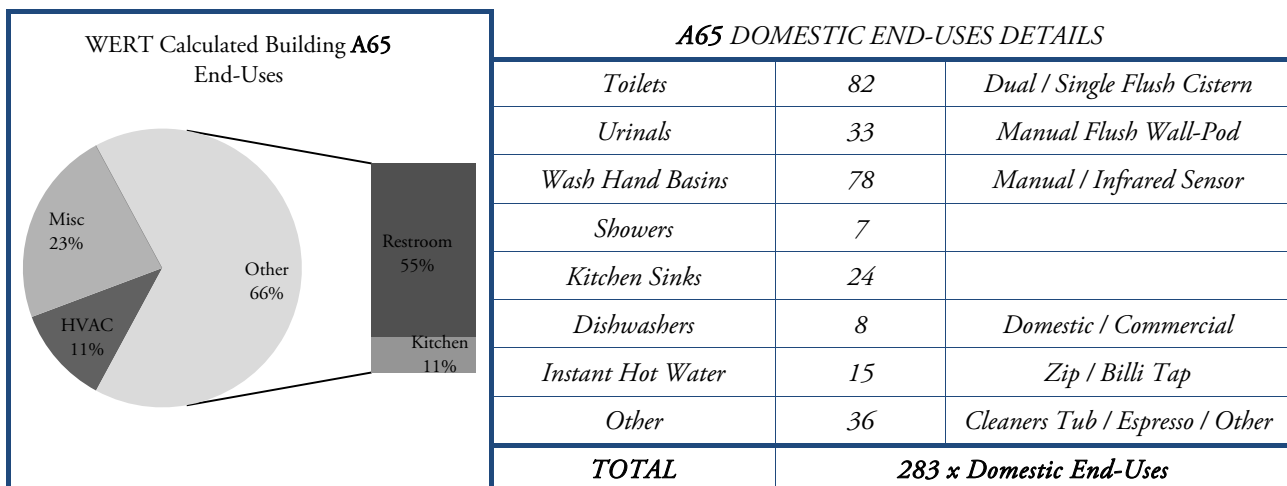 WERT Calculated Building A65
End-Uses
Misc
23%
HVAC
11%
Other
66%
Restroom
55%
Kitchen
11%
A65 DOMESTIC END-USES DETAILS
Toilets 82 Dual / Single Flush Cistern
Urinals 33 Manual Flush Wall-Pod
Wash Hand Basins 78 Manual / Infrared Sensor
Showers 7
Kitchen Sinks 24
Dishwashers 8 Domestic / Commercial
Instant Hot Water 15 Zip / Billi Tap
Other 36 Cleaners Tub / Espresso / Other
TOTAL 283 x Domestic End-Uses